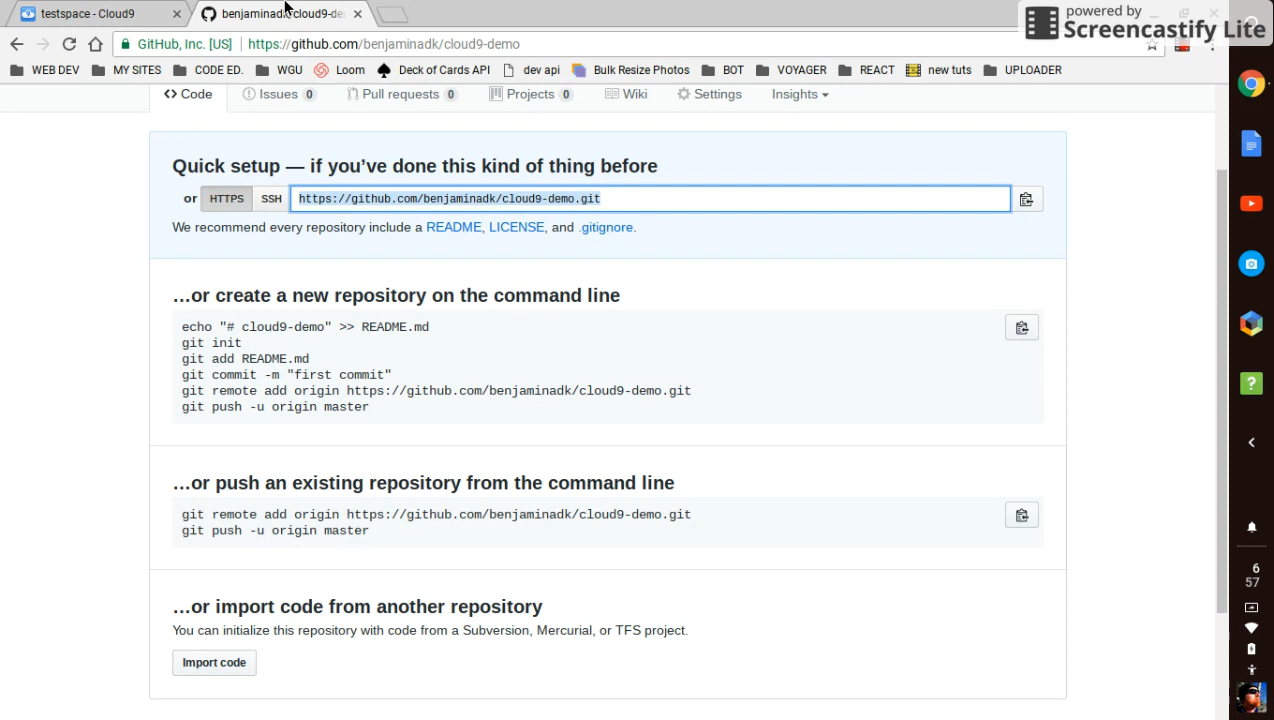 testspace - Cloud9
benjaminadk/cloud9-de
powered by
Screencastify Lite
GitHub, Inc. [US]
https://github.com/benjaminadk/cloud9-demo
WEB DEV
MY SITES
CODE ED.
WGU
Loom
Deck of Cards API
dev api
Bulk Resize Photos
BOT
VOYAGER
REACT
new tuts
UPLOADER
<> Code
Issues 0
Pull requests 0
Projects 0
Wiki
Settings
Insights
Quick setup — if you've done this kind of thing before
or HTTPS SSH https://github.com/benjaminadk/cloud9-demo.git
We recommend every repository include a README, LICENSE, and .gitignore.
…or create a new repository on the command line
echo "# cloud9-demo" >> README.md
git init
git add README.md
git commit -m "first commit"
git remote add origin https://github.com/benjaminadk/cloud9-demo.git
git push -u origin master
…or push an existing repository from the command line
git remote add origin https://github.com/benjaminadk/cloud9-demo.git
git push -u origin master
…or import code from another repository
You can initialize this repository with code from a Subversion, Mercurial, or TFS project.
Import code
6
57